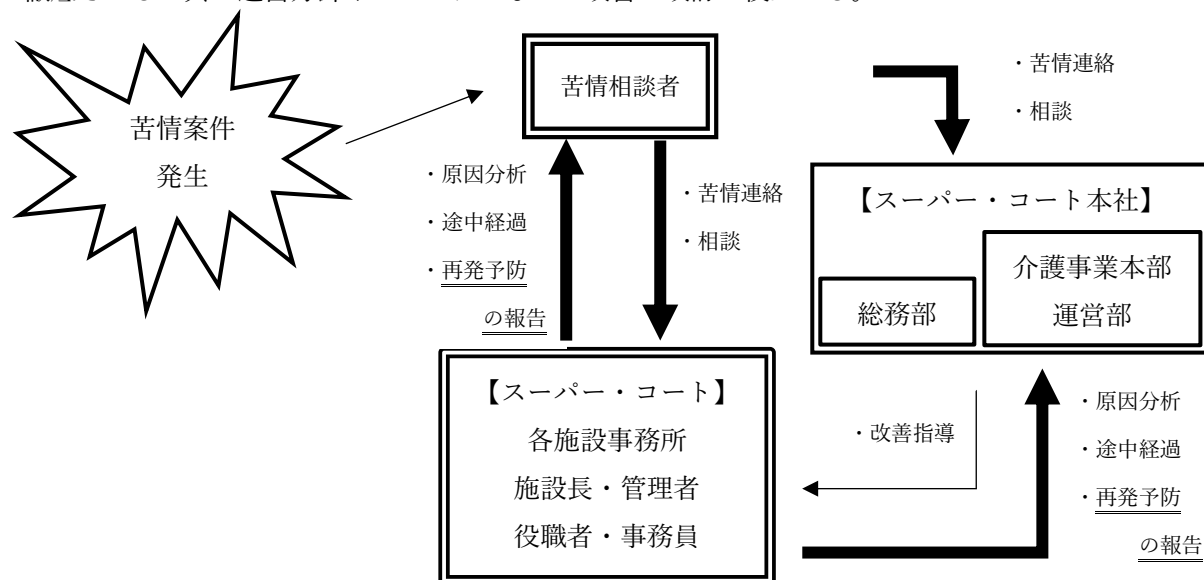 苦情案件
発生
苦情相談者
・苦情連絡
・相談
・原因分析
・途中経過
・再発予防
の報告
・苦情連絡
・相談
【スーパー・コート本社】
総務部
介護事業本部
運営部
【スーパー・コート】
各施設事務所
施設長・管理者
役職者・事務員
・改善指導
・原因分析
・途中経過
・再発予防
の報告